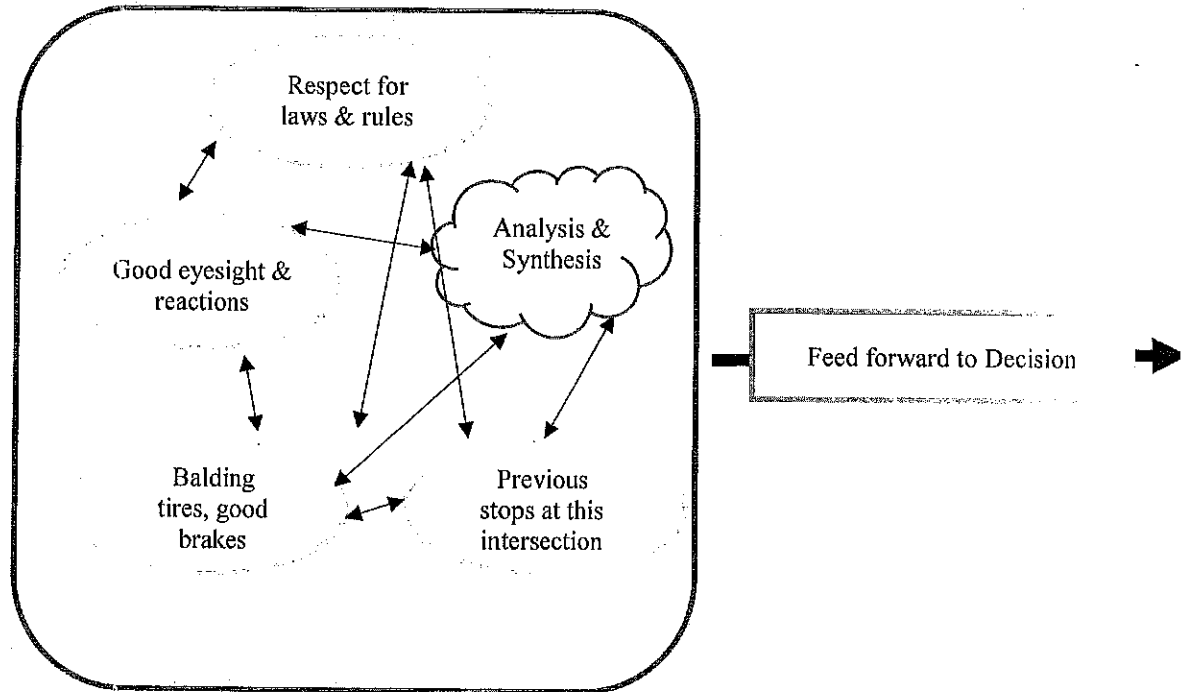 Respect for
laws & rules
Analysis &
Synthesis
Good eyesight &
reactions
Feed forward to Decision
Balding
tires, good
brakes
Previous
stops at this
intersection